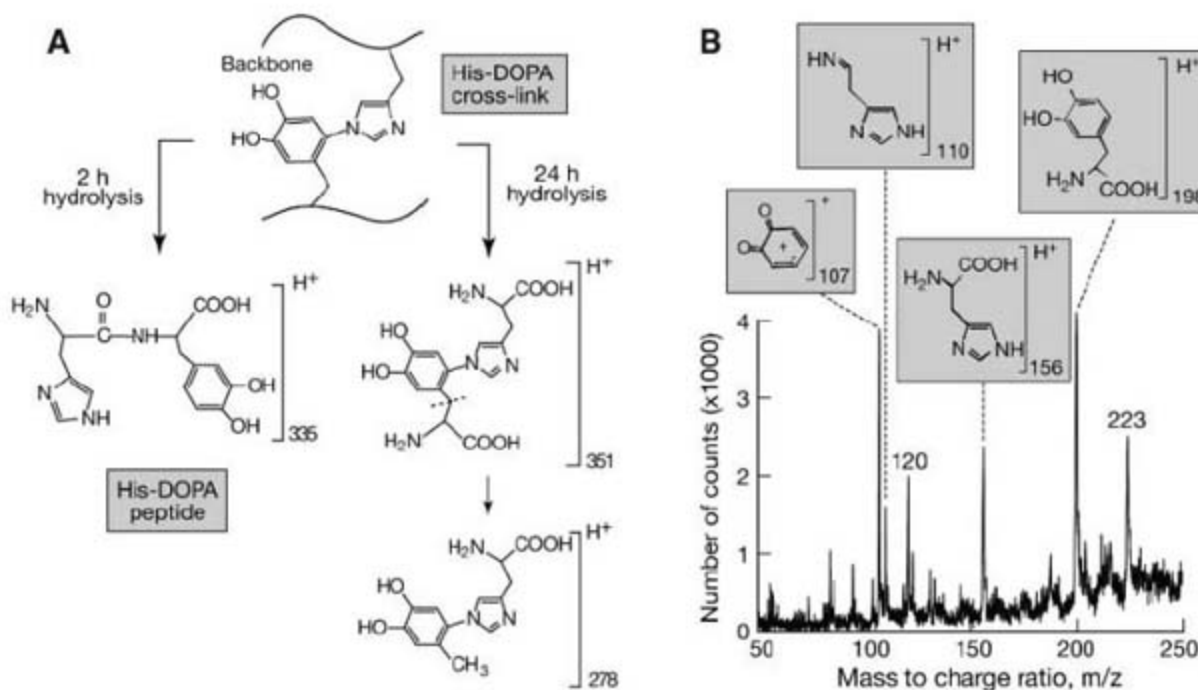 A
Backbone
His-DOPA
cross-link
HO
HO
N
N
2 h
hydrolysis
24 h
hydrolysis
H₂N
O
C
NH
COOH
N
NH
OH
OH
H⁺
335
His-DOPA
peptide
H₂N
COOH
HO
HO
N
N
H₂N
COOH
H⁺
351
H₂N
COOH
HO
HO
N
N
CH₃
H⁺
278
B
HN
N
NH
H⁺
110
HO
HO
H₂N
COOH
H⁺
O
O
+
+
107
H₂N
COOH
N
NH
H⁺
156
120
223
Number of counts (x1000)
4
3
2
1
0
50
100
150
200
250
Mass to charge ratio, m/z